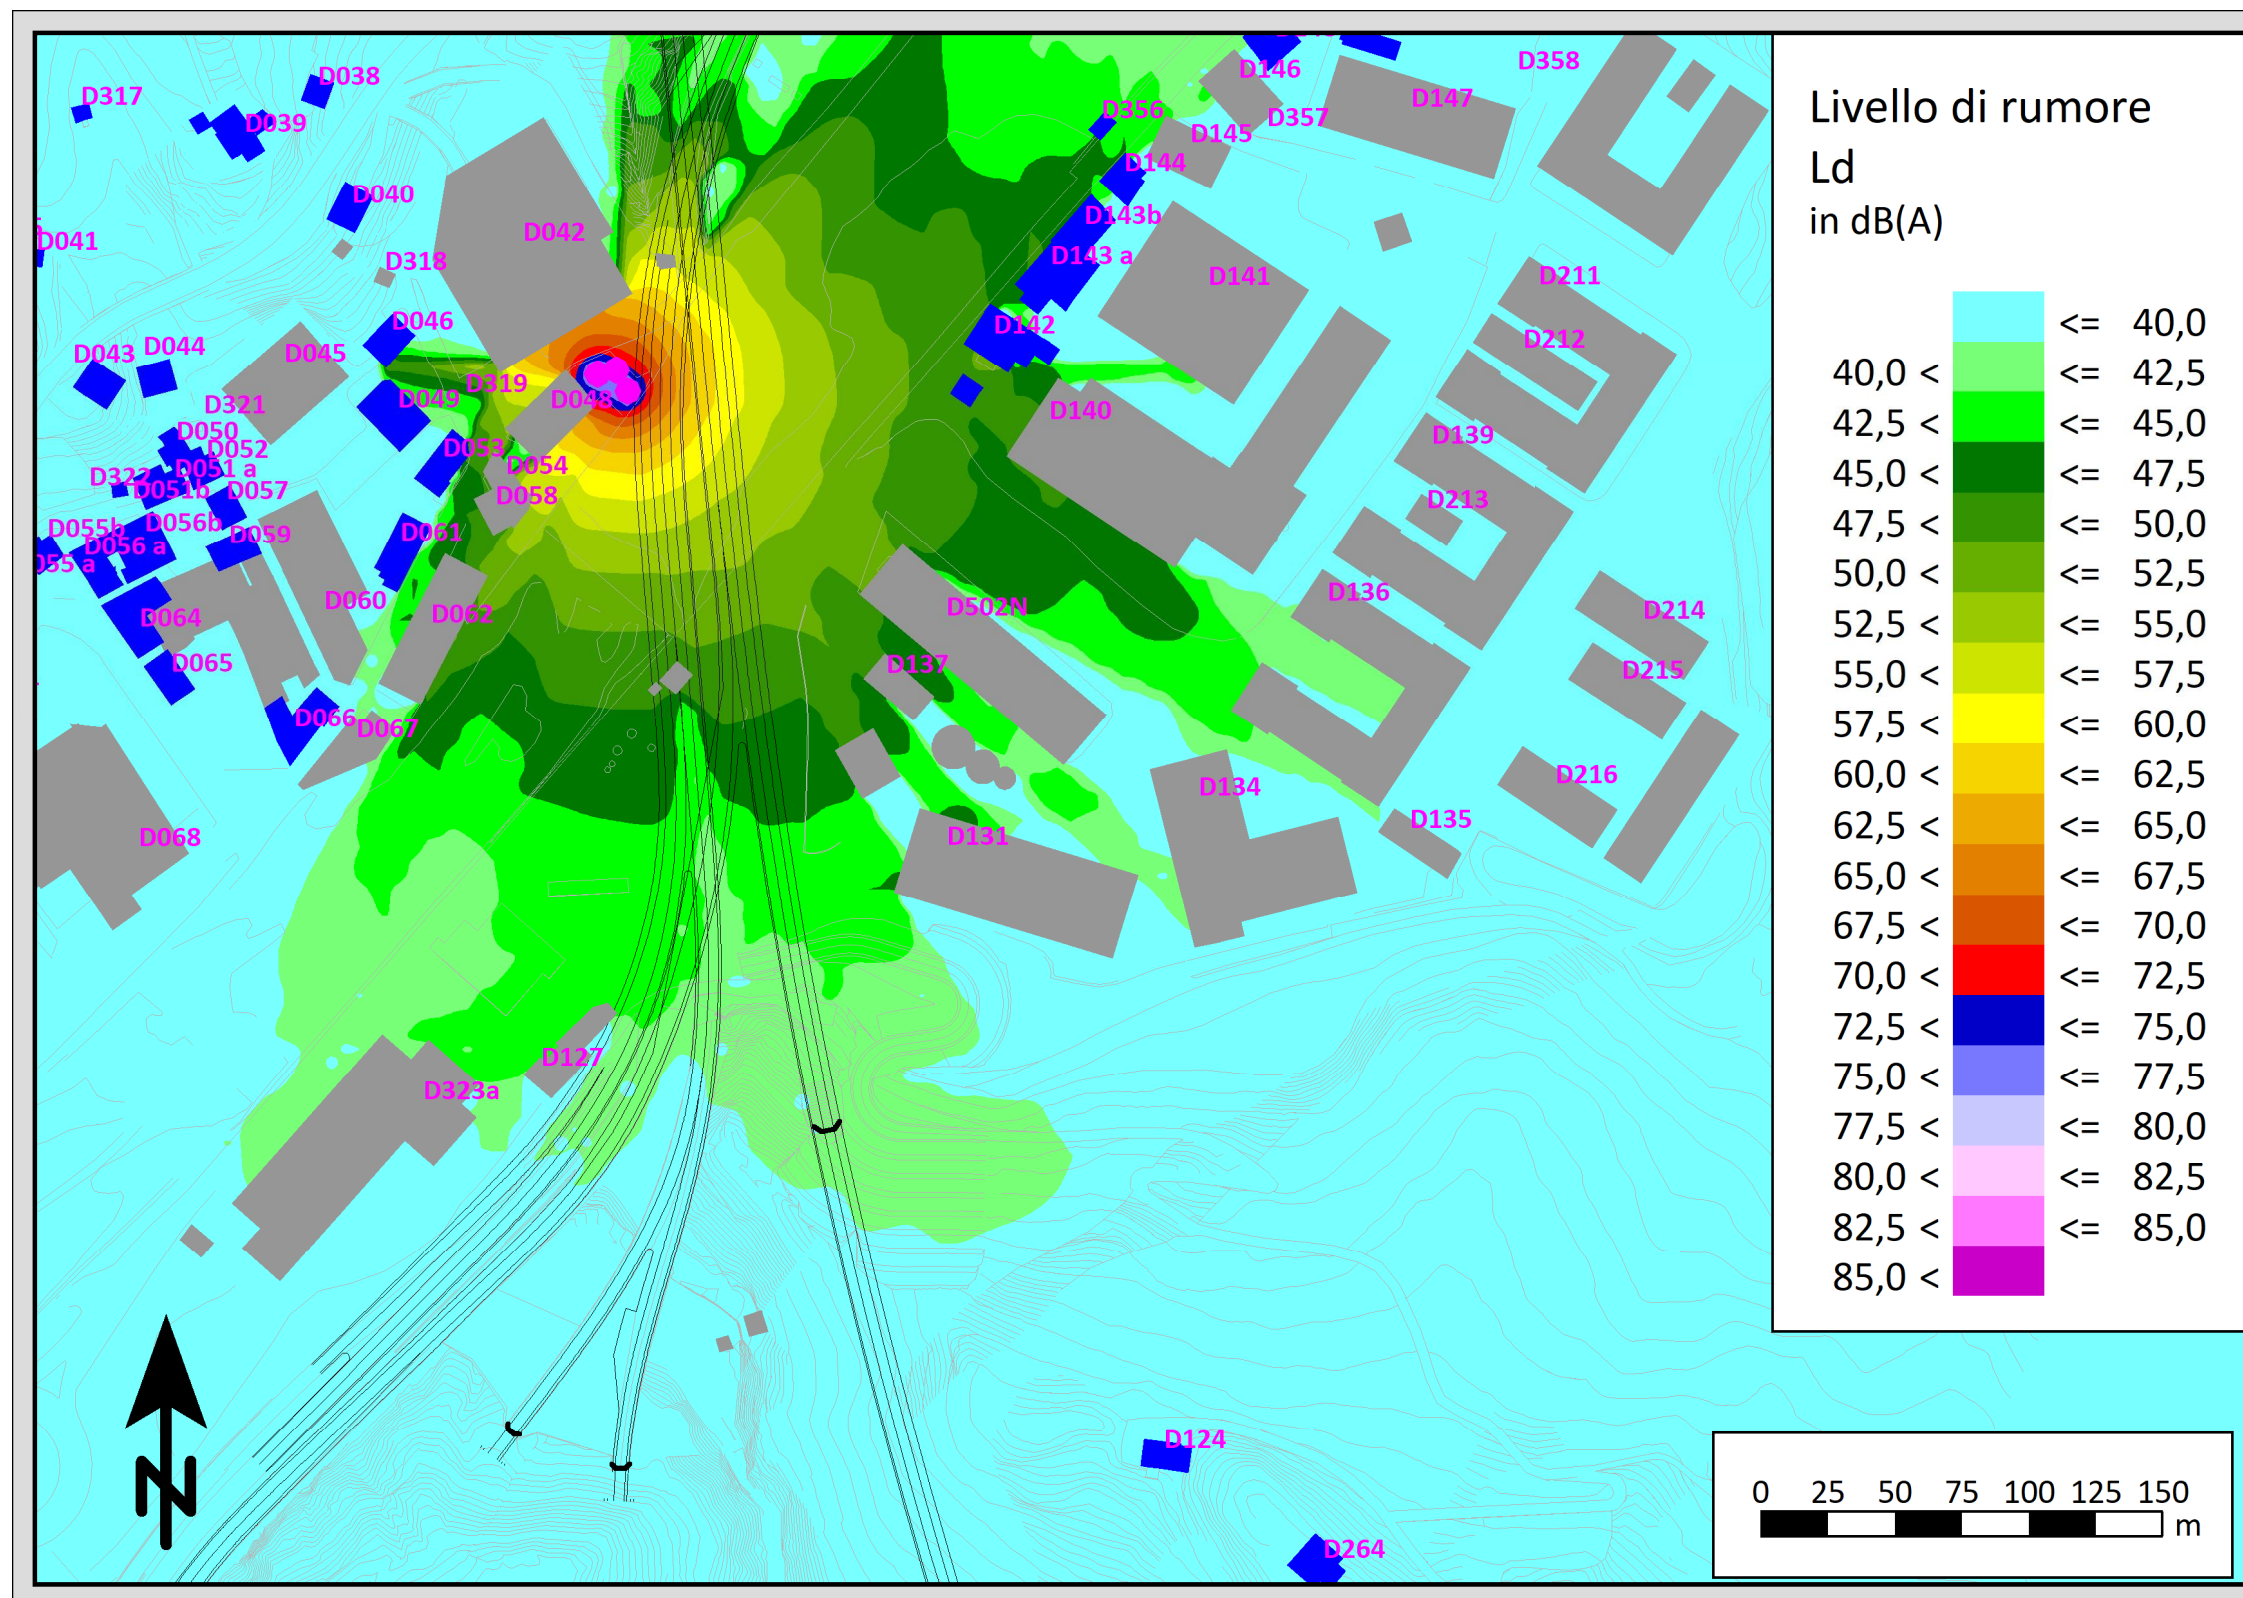 Livello di rumore
Ld
in dB(A)
<= 40,0
40,0 < <= 42,5
42,5 < <= 45,0
45,0 < <= 47,5
47,5 < <= 50,0
50,0 < <= 52,5
52,5 < <= 55,0
55,0 < <= 57,5
57,5 < <= 60,0
60,0 < <= 62,5
62,5 < <= 65,0
65,0 < <= 67,5
67,5 < <= 70,0
70,0 < <= 72,5
72,5 < <= 75,0
75,0 < <= 77,5
77,5 < <= 80,0
80,0 < <= 82,5
82,5 < <= 85,0
85,0 <
D358
D146
D038
D317
D147
D356
D357
D039
D145
D144
D040
D143b
D042
D041
D143 a
D318
D141
D211
D046
D142
D212
D043
D044
D045
D319
D049
D048
D321
D140
D050
D139
D052
D053
D051 a
D054
D322
D051b
D057
D058
D213
D055b
D056b
D061
D059
D056 a
055 a
D136
D060
D502N
D214
D062
D064
D065
D137
D215
D066
D067
D216
D134
D135
D068
D131
D127
D323a
D124
D264
N
0 25 50 75 100 125 150
m